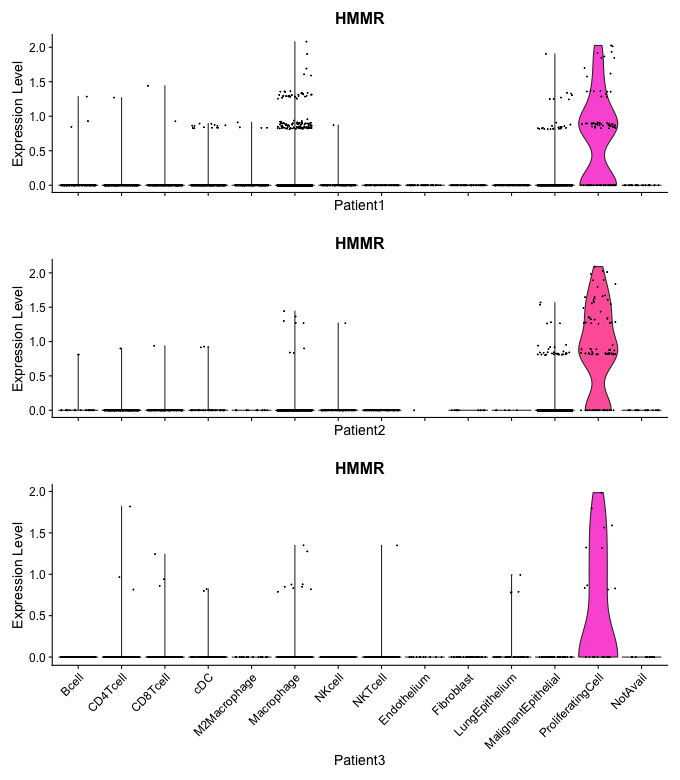 HMMR
Expression Level
2.0
1.5
1.0
0.5
0.0
Patient1
HMMR
Expression Level
2.0
1.5
1.0
0.5
0.0
Patient2
HMMR
Expression Level
2.0
1.5
1.0
0.5
0.0
Bcell
CD4Tcell
CD8Tcell
cDC
M2Macrophage
Macrophage
NKcell
NKTcell
Endothelium
Fibroblast
LungEpithelium
MalignantEpithelial
ProliferatingCell
NotAvail
Patient3